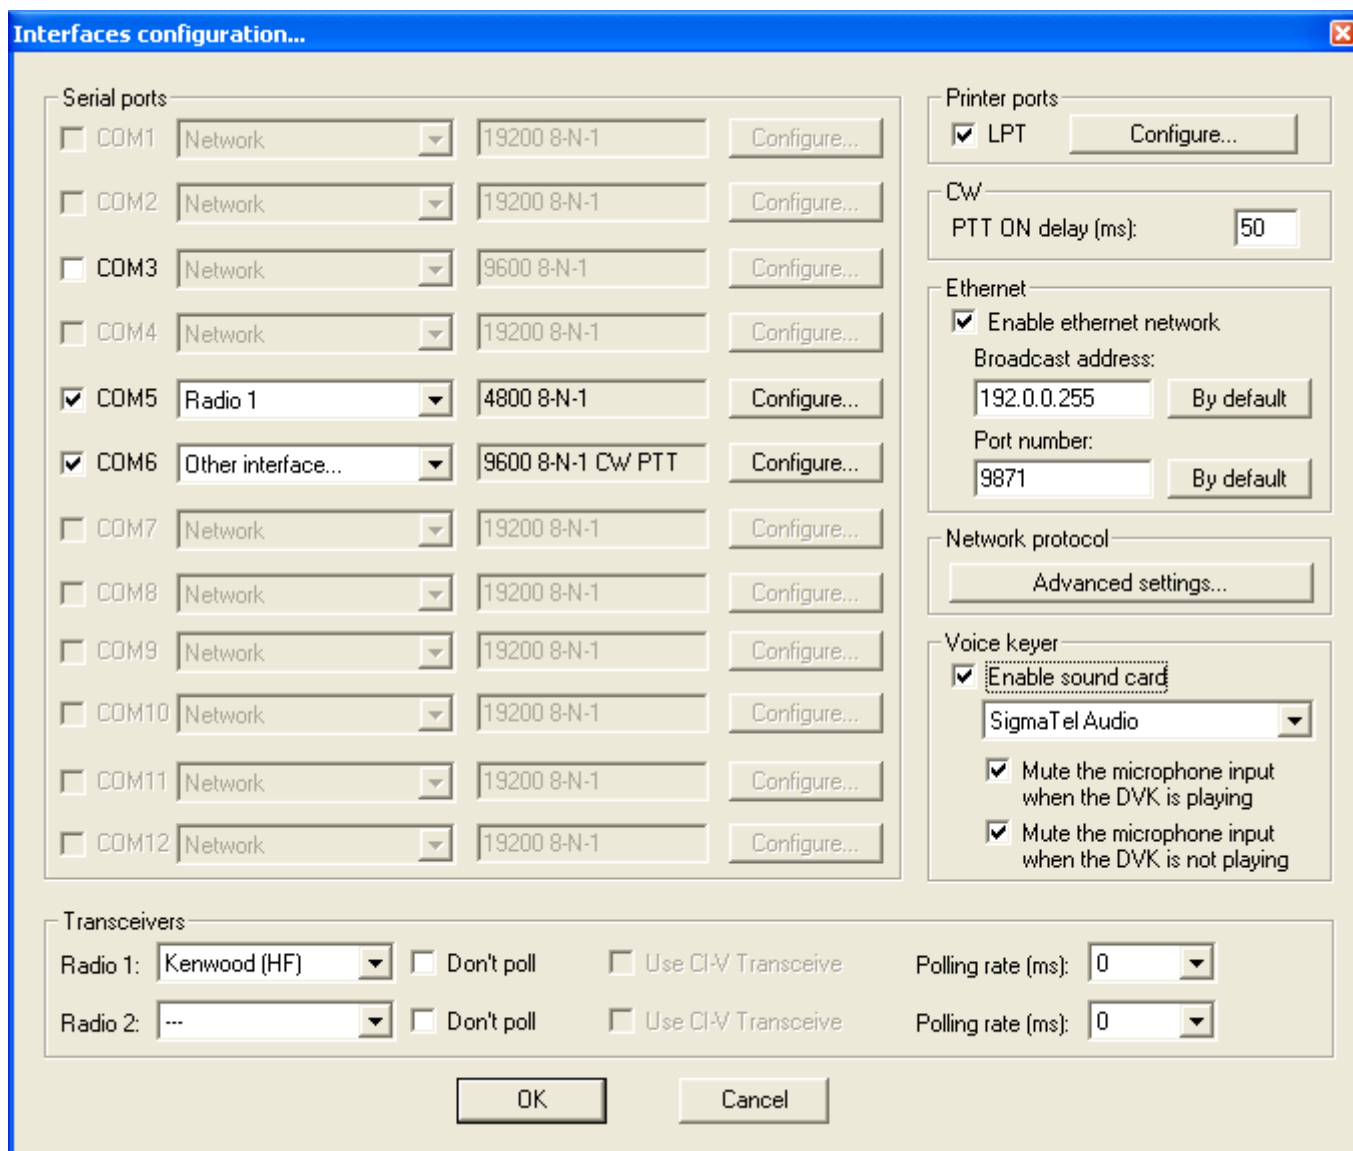 Interfaces configuration...
Serial ports
COM1 Network 19200 8-N-1 Configure...
COM2 Network 19200 8-N-1 Configure...
COM3 Network 9600 8-N-1 Configure...
COM4 Network 19200 8-N-1 Configure...
COM5 Radio 1 4800 8-N-1 Configure...
COM6 Other interface... 9600 8-N-1 CW PTT Configure...
COM7 Network 19200 8-N-1 Configure...
COM8 Network 19200 8-N-1 Configure...
COM9 Network 19200 8-N-1 Configure...
COM10 Network 19200 8-N-1 Configure...
COM11 Network 19200 8-N-1 Configure...
COM12 Network 19200 8-N-1 Configure...
Printer ports
LPT Configure...
CW
PTT ON delay (ms): 50
Ethernet
Enable ethernet network
Broadcast address:
192.0.0.255 By default
Port number:
9871 By default
Network protocol
Advanced settings...
Voice keyer
Enable sound card
SigmaTel Audio
Mute the microphone input
when the DVK is playing
Mute the microphone input
when the DVK is not playing
Transceivers
Radio 1: Kenwood (HF) Don't poll Use CI-V Transceive Polling rate (ms): 0
Radio 2: --- Don't poll Use CI-V Transceive Polling rate (ms): 0
OK Cancel